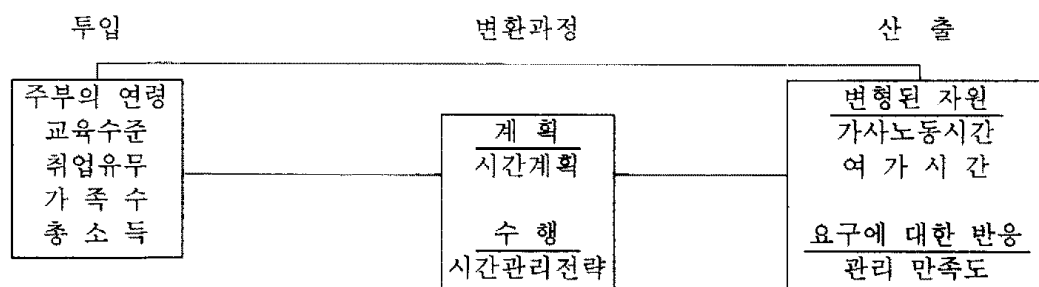 투입 변환과정 산 출
주부의 연령
교육수준
취업유무
가 족 수
총 소 득
계 획
시간계획
수 행
시간관리전략
변형된 자원
가사노동시간
여 가 시 간
요구에 대한 반응
관리 만족도